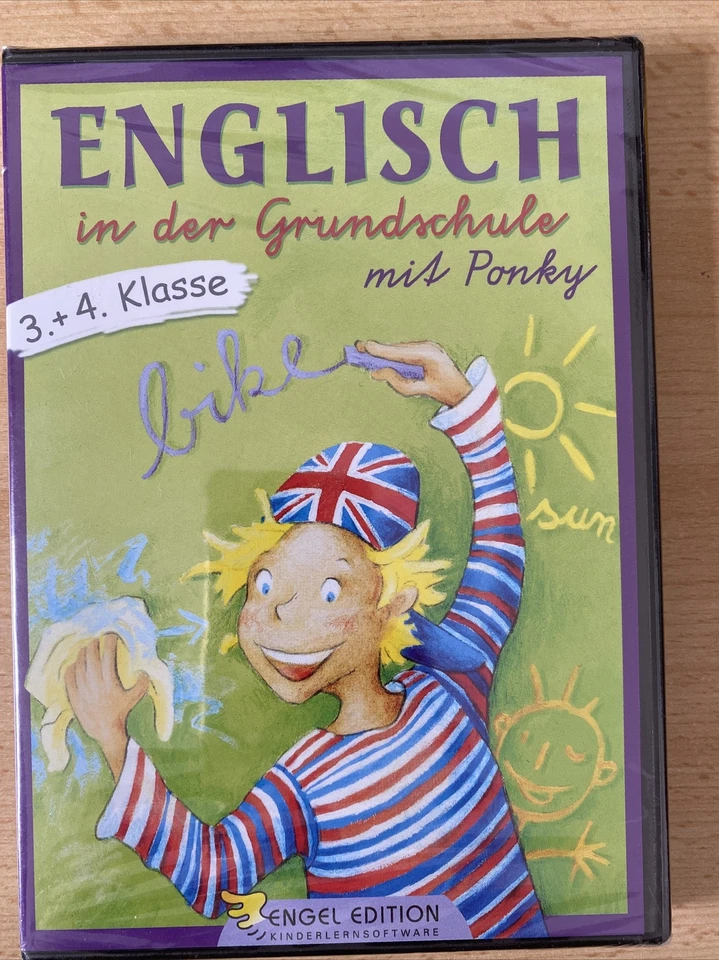 ENGLISCH
in der Grundschule
mit Ponky
3.+4. Klasse
bike
sun
ENGEL EDITION
KINDERLERNSOFTWARE